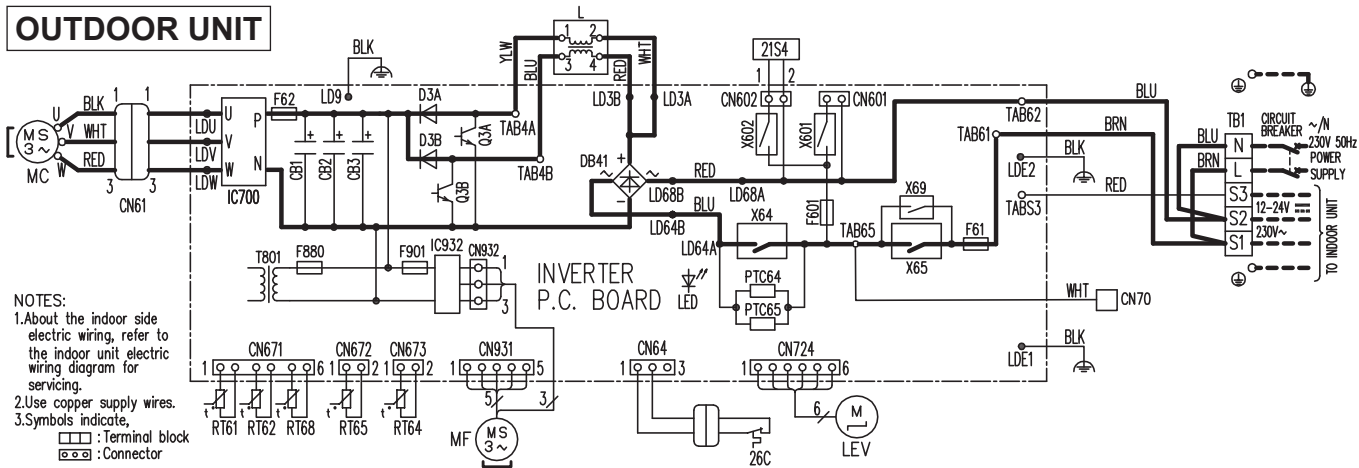 OUTDOOR UNIT
L
1 2
3 4
YLW
BLU
RED
WHT
BLK
LD9
21S4
1 2
CN602
CN601
X602
X601
BLU
TAB62
BRN
TAB61
BLK
LDE2
RED
TABS3
TB1
CIRCUIT BREAKER
~/N
230V 50Hz
POWER
SUPPLY
BLU
BRN
N
L
S3
S2
S1
12-24V
230V~
TO INDOOR UNIT
MS
3~
MC
U
V
W
BLK
WHT
RED
1
3
1
3
CN61
LDU
LDV
LDW
U
V
W
P
N
IC700
F62
CB1
CB2
CB3
+
+
+
D3A
D3B
Q3A
Q3B
TAB4A
TAB4B
LD3B
LD3A
DB41
+
-
~
~
RED
LD68B
LD68A
BLU
LD64B
LD64A
X64
F601
TAB65
X69
X65
F61
PTC64
PTC65
LED
WHT
CN70
LDE1
BLK
T801
F880
F901
IC932
CN932
1
3
INVERTER
P.C. BOARD
NOTES:
1.About the indoor side
electric wiring, refer to
the indoor unit electric
wiring diagram for
servicing.
2.Use copper supply wires.
3.Symbols indicate,
: Terminal block
: Connector
CN671
1 6
CN672
1 2
CN673
1 2
CN931
1 5
CN64
1 3
CN724
1 6
t°
t°
t°
t°
t°
RT61
RT62
RT68
RT65
RT64
5
3
MF
MS
3~
26C
6
M
LEV